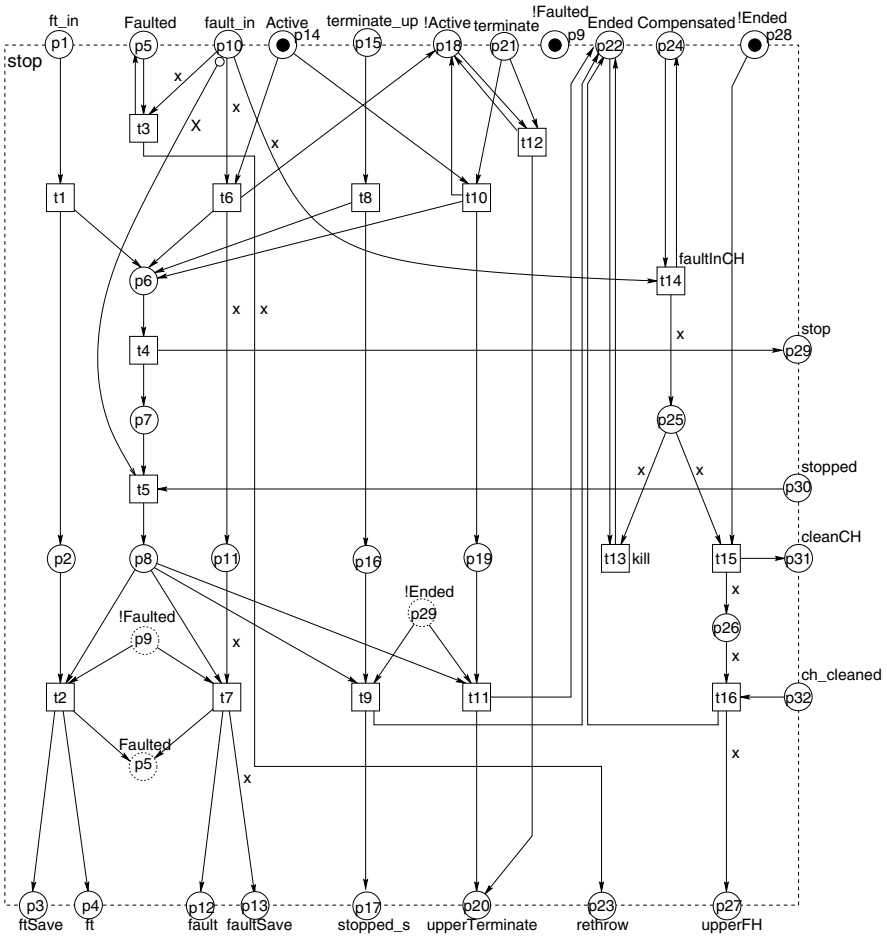 ft_in Faulted fault_in Active terminate_up !Active terminate !Faulted Ended Compensated !Ended
p1 p5 p10 p14 p15 p18 p21 p9 p22 p24 p28
stop
x
x
X
t3
x
t12
t1 t6 t8 t10
faultInCH
p6 t14
x x
stop
x
t4 p29
p7 p25
x x
stopped
t5 p30
cleanCH
p2 p8 p11 p16 p19 t13 kill t15 p31
!Ended
x
!Faulted p29
p26
p9 x
x
ch_cleaned
t2 t7 t9 t11 t16 p32
Faulted
x
p5
x
p3 p4 p12 p13 p17 p20 p23 p27
ftSave ft fault faultSave stopped_s upperTerminate rethrow upperFH